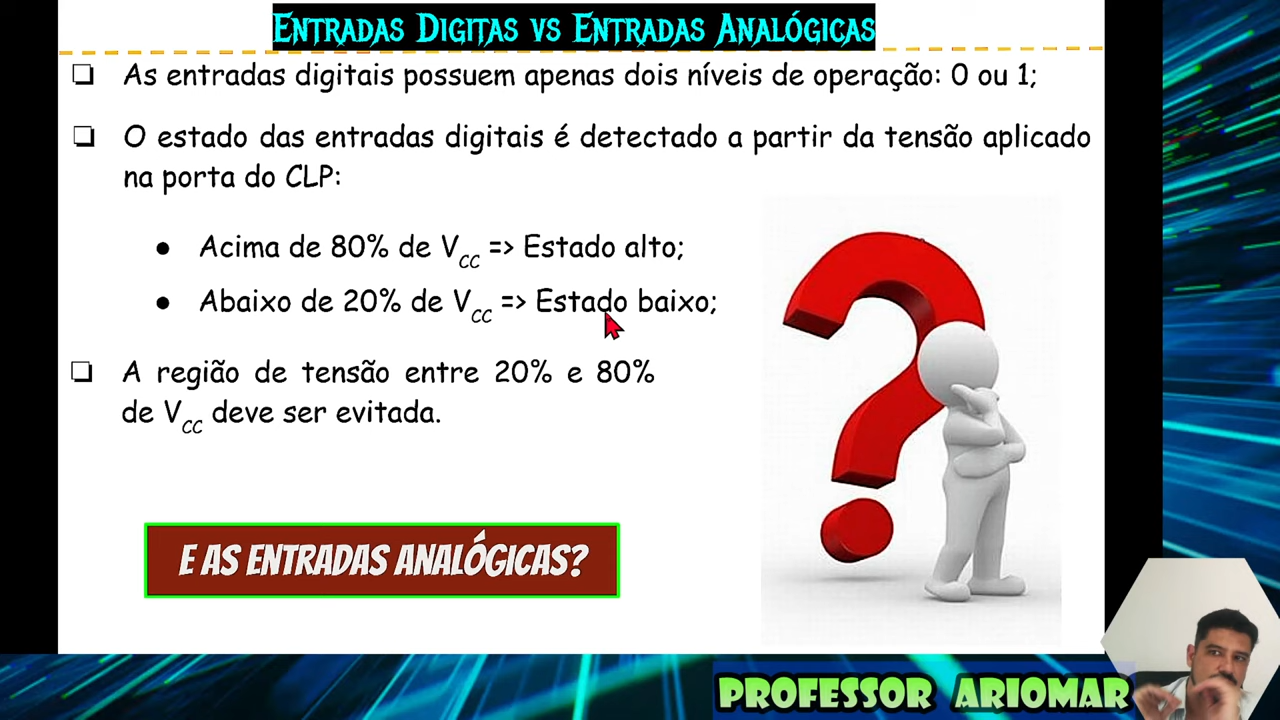 Entradas Digitas vs Entradas Analógicas
❑ As entradas digitais possuem apenas dois níveis de operação: 0 ou 1;
❑ O estado das entradas digitais é detectado a partir da tensão aplicado
na porta do CLP:
● Acima de 80% de VCC => Estado alto;
● Abaixo de 20% de VCC => Estado baixo;
❑ A região de tensão entre 20% e 80%
de VCC deve ser evitada.
E AS ENTRADAS ANALÓGICAS?
PROFESSOR ARIOMAR